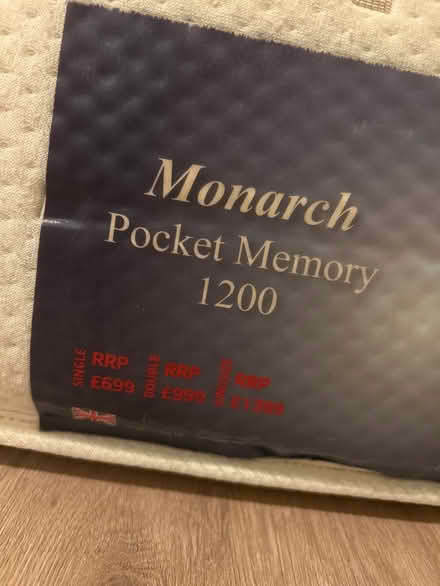 Monarch
Pocket Memory
1200
SINGLE RRP £699
DOUBLE RRP £999
RRP